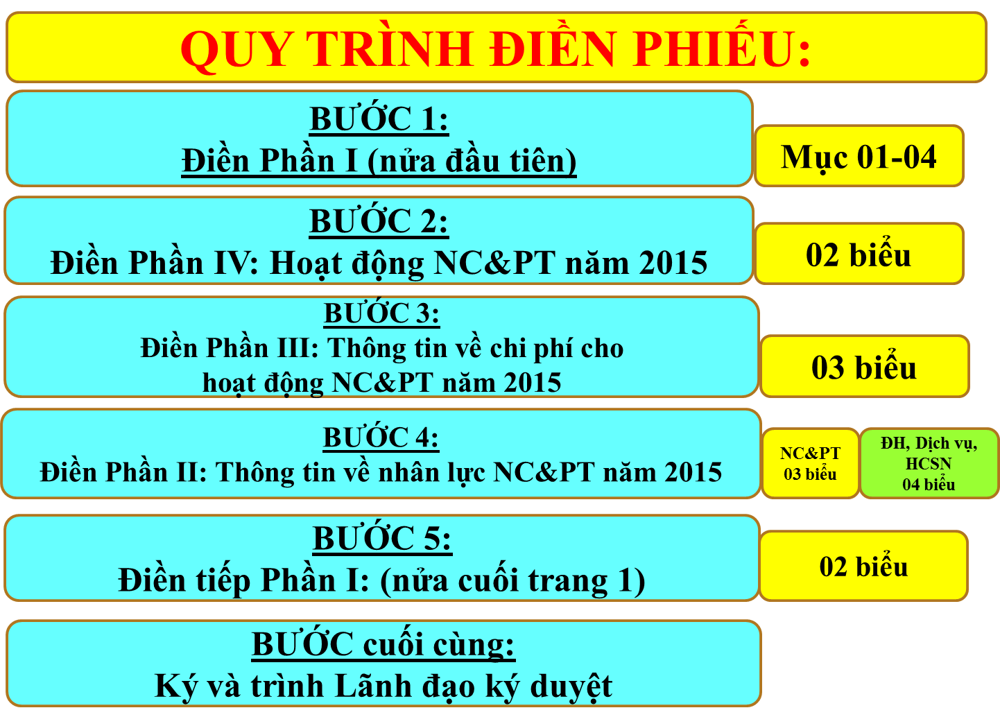 QUY TRÌNH ĐIỀN PHIẾU:
BƯỚC 1:
Điền Phần I (nửa đầu tiên)
Mục 01-04
BƯỚC 2:
Điền Phần IV: Hoạt động NC&PT năm 2015
02 biểu
BƯỚC 3:
Điền Phần III: Thông tin về chi phí cho
hoạt động NC&PT năm 2015
03 biểu
BƯỚC 4:
Điền Phần II: Thông tin về nhân lực NC&PT năm 2015
NC&PT
03 biểu
ĐH, Dịch vụ,
HCSN
04 biểu
BƯỚC 5:
Điền tiếp Phần I: (nửa cuối trang 1)
02 biểu
BƯỚC cuối cùng:
Ký và trình Lãnh đạo ký duyệt